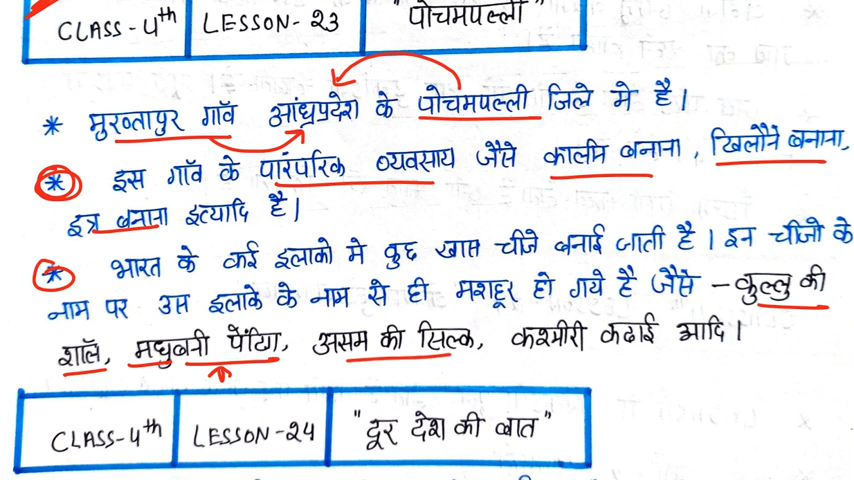 CLASS-4th LESSON-23 "पोचमपल्ली"
* मुख्तापुर गाँव आंध्रप्रदेश के पोचमपल्ली जिले मे है।
* इस गाँव के पारंपरिक व्यवसाय जैसे कालीन बनाना, खिलौने बनाना,
इत्र बनाना इत्यादि है।
* भारत के कई इलाको मे कुछ खास चीजे बनाई जाती है। इन चीजो के
नाम पर उस इलाके के नाम से ही मशहूर हो गये है जैसे - कुल्लु की
शॉल, मधुबनी पेंटिग, असम की सिल्क, कश्मीरी कढाई आदि।
CLASS-4th LESSON-24 "दूर देश की बात"